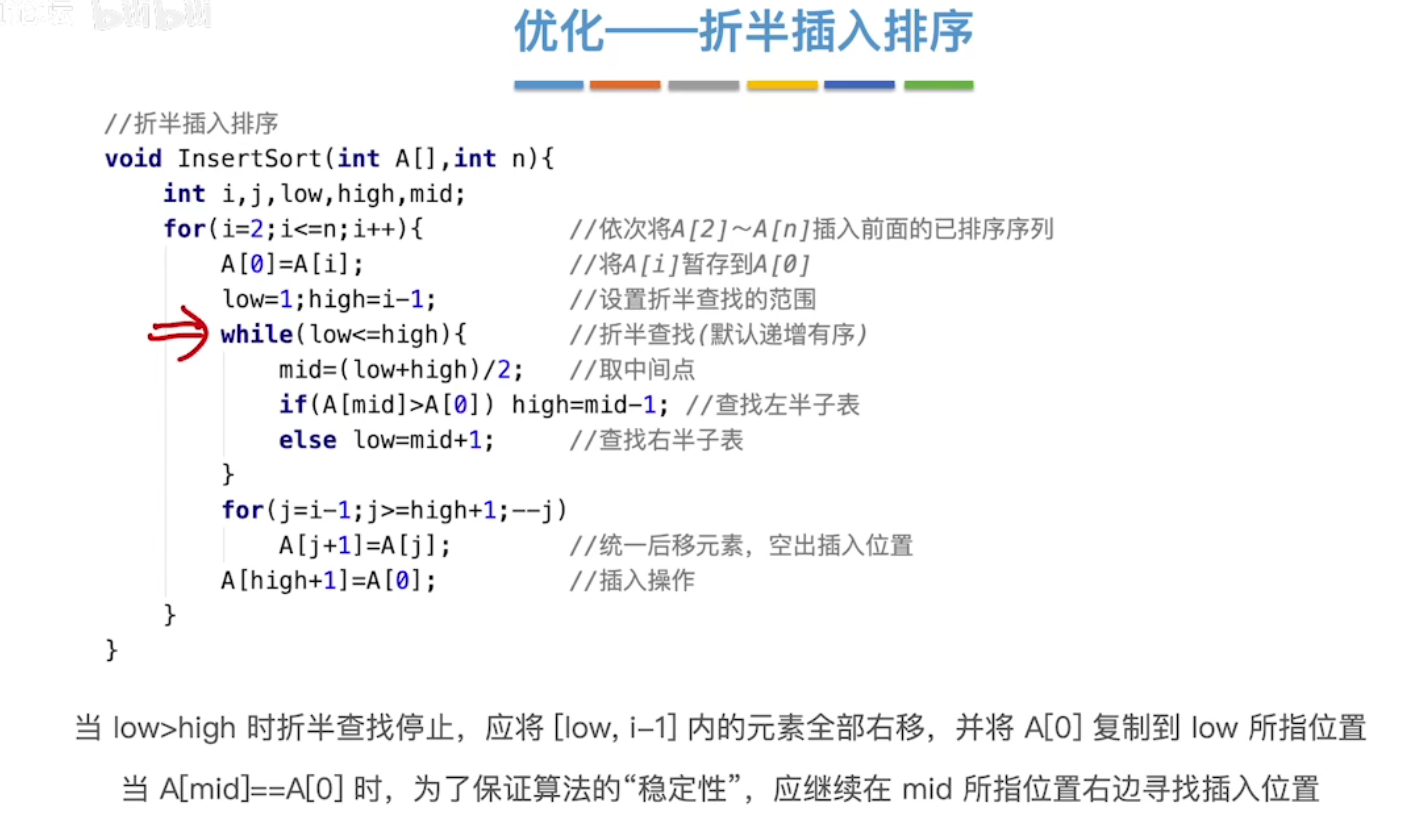 优化——折半插入排序
//折半插入排序
void InsertSort(int A[],int n){
int i,j,low,high,mid;
for(i=2;i<=n;i++){ //依次将A[2]～A[n]插入前面的已排序序列
A[0]=A[i]; //将A[i]暂存到A[0]
low=1;high=i-1; //设置折半查找的范围
while(low<=high){ //折半查找(默认递增有序)
mid=(low+high)/2; //取中间点
if(A[mid]>A[0]) high=mid-1; //查找左半子表
else low=mid+1; //查找右半子表
}
for(j=i-1;j>=high+1;--j)
A[j+1]=A[j]; //统一后移元素，空出插入位置
A[high+1]=A[0]; //插入操作
}
}
当 low>high 时折半查找停止，应将 [low, i–1] 内的元素全部右移，并将 A[0] 复制到 low 所指位置
当 A[mid]==A[0] 时，为了保证算法的“稳定性”，应继续在 mid 所指位置右边寻找插入位置